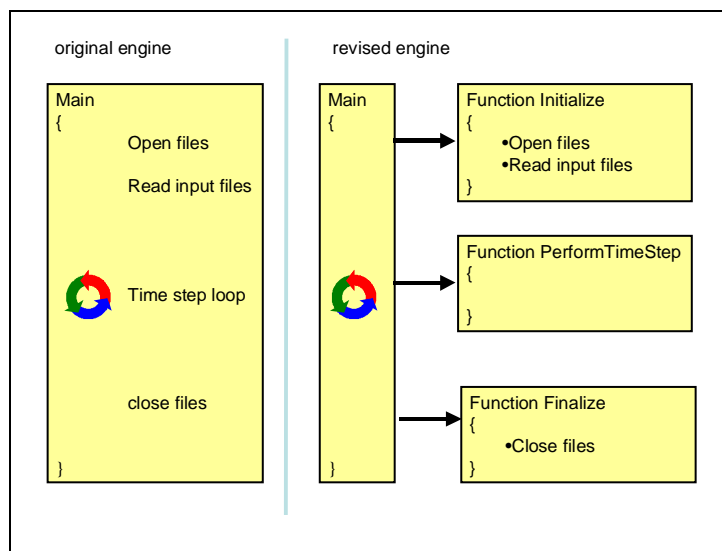 original engine
Main
{
Open files
Read input files
Time step loop
close files
}
revised engine
Main
{
}
Function Initialize
{
•Open files
•Read input files
}
Function PerformTimeStep
{
}
Function Finalize
{
•Close files
}